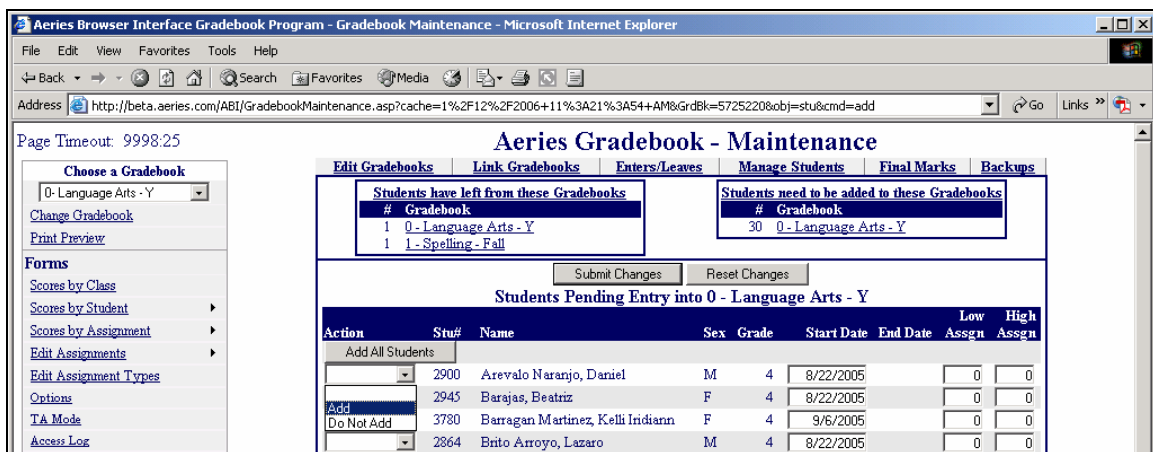 Aeries Browser Interface Gradebook Program - Gradebook Maintenance - Microsoft Internet Explorer
File Edit View Favorites Tools Help
Back Search Favorites Media
Address http://beta.aeries.com/ABI/GradebookMaintenance.asp?cache=1%2F12%2F2006+11%3A21%3A54+AM&GrdBk=5725220&obj=stu&cmd=add Go Links »
Page Timeout: 9998:25
Aeries Gradebook - Maintenance
Choose a Gradebook
0- Language Arts - Y
Change Gradebook
Print Preview
Forms
Scores by Class
Scores by Student
Scores by Assignment
Edit Assignments
Edit Assignment Types
Options
TA Mode
Access Log
Edit Gradebooks Link Gradebooks Enters/Leaves Manage Students Final Marks Backups
Students have left from these Gradebooks
# Gradebook
1 0 - Language Arts - Y
1 1 - Spelling - Fall
Students need to be added to these Gradebooks
# Gradebook
30 0 - Language Arts - Y
Submit Changes Reset Changes
Students Pending Entry into 0 - Language Arts - Y
Action Stu# Name Sex Grade Start Date End Date Low Assgn High Assgn
Add All Students
2900 Arevalo Naranjo, Daniel M 4 8/22/2005 0 0
2945 Barajas, Beatriz F 4 8/22/2005 0 0
Add
Do Not Add
3780 Barragan Martinez, Kelli Iridiann F 4 9/6/2005 0 0
2864 Brito Arroyo, Lazaro M 4 8/22/2005 0 0